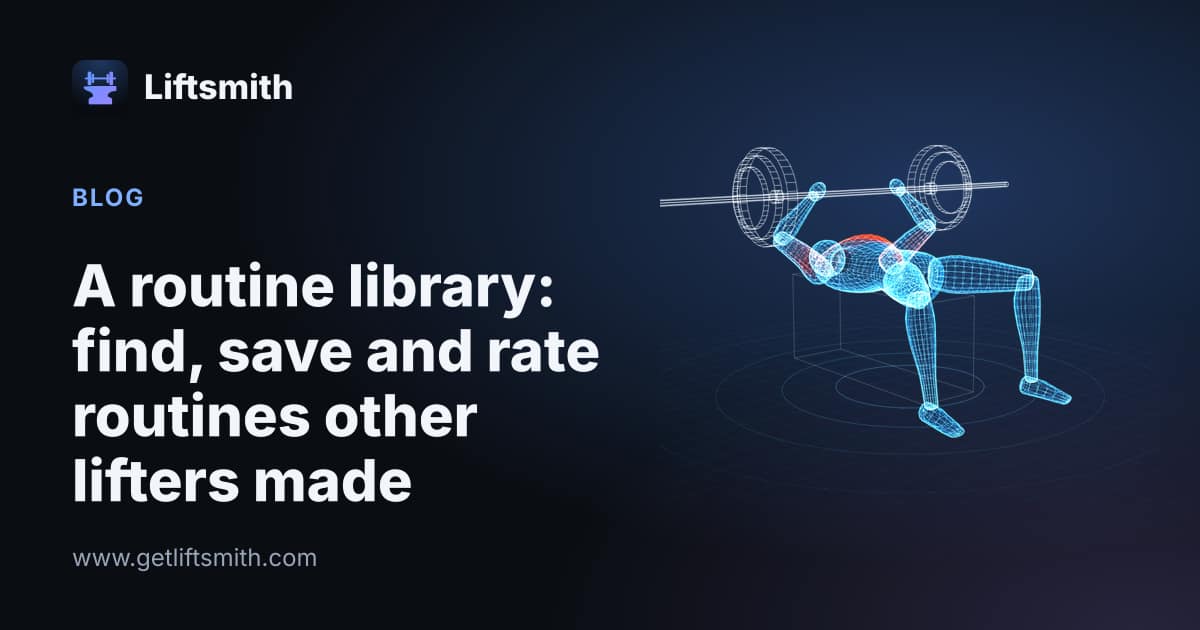 Liftsmith
BLOG
A routine library:
find, save and rate
routines other
lifters made
www.getliftsmith.com